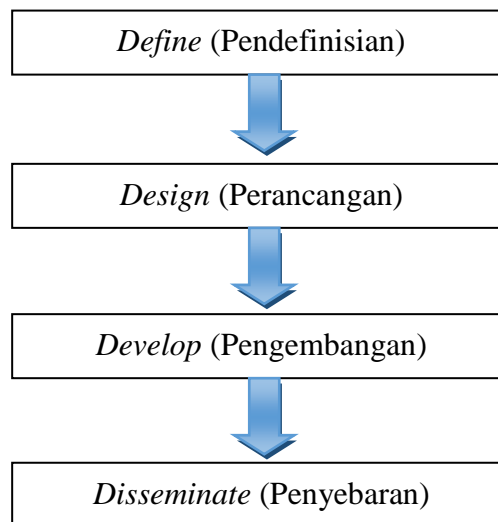 Define (Pendefinisian)
Design (Perancangan)
Develop (Pengembangan)
Disseminate (Penyebaran)